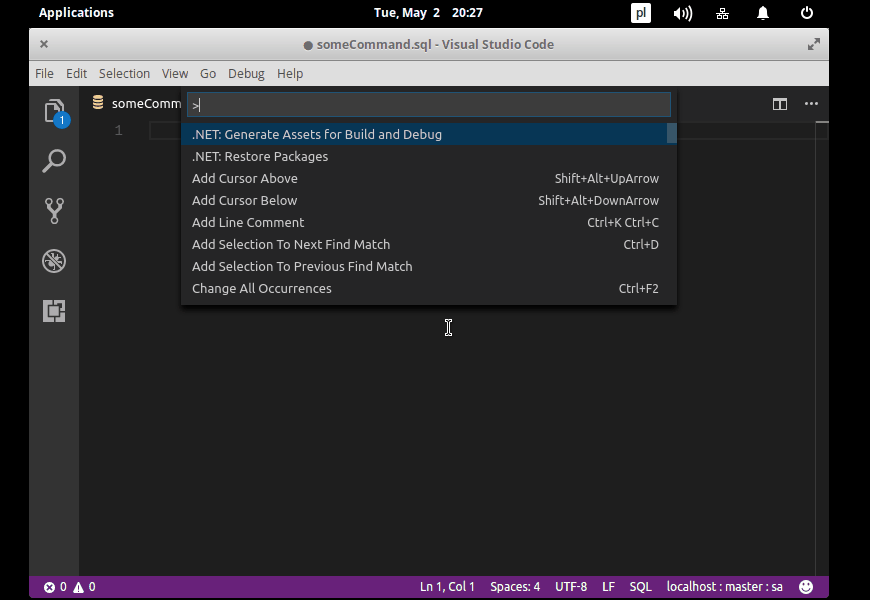 Applications Tue, May 2 20:27 pl
someCommand.sql - Visual Studio Code
File Edit Selection View Go Debug Help
someComm
>
1
1
.NET: Generate Assets for Build and Debug
.NET: Restore Packages
Add Cursor Above Shift+Alt+UpArrow
Add Cursor Below Shift+Alt+DownArrow
Add Line Comment Ctrl+K Ctrl+C
Add Selection To Next Find Match Ctrl+D
Add Selection To Previous Find Match
Change All Occurrences Ctrl+F2
0 0 Ln 1, Col 1 Spaces: 4 UTF-8 LF SQL localhost : master : sa